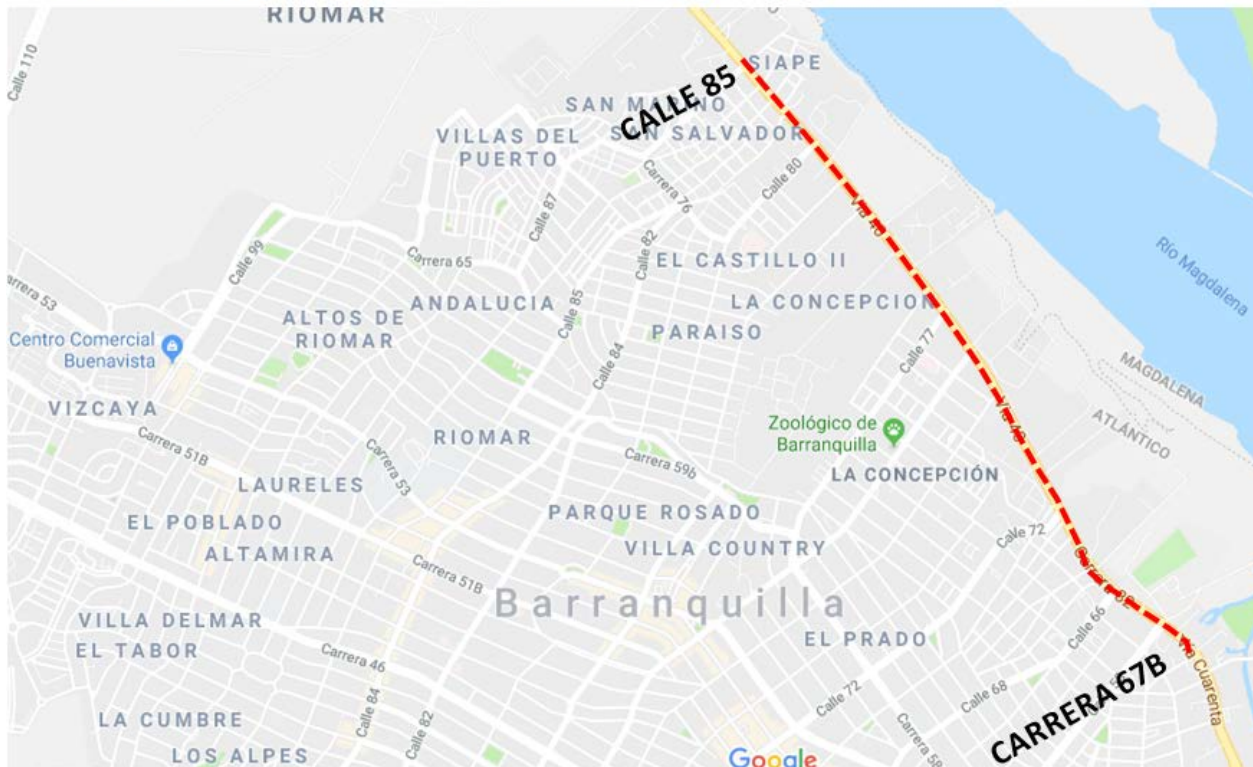 RIOMAR
Calle 110
SIAPE
CALLE 85
SAN MARINO
SAN SALVADOR
VILLAS DEL
PUERTO
Calle 80
Carrera 76
Calle 87
Vía 40
Calle 82
Calle 99
Carrera 65
EL CASTILLO II
Río Magdalena
Carrera 53
ANDALUCIA
Calle 85
LA CONCEPCION
ALTOS DE
RIOMAR
PARAISO
Centro Comercial
Buenavista
Calle 84
Calle 77
MAGDALENA
VIZCAYA
Vía 40
ATLÁNTICO
Zoológico de
Barranquilla
RIOMAR
Carrera 51B
Carrera 53
Carrera 59b
LA CONCEPCIÓN
LAURELES
EL POBLADO
PARQUE ROSADO
ALTAMIRA
VILLA COUNTRY
Calle 72
Carrera 51B
Carrera 82
Barranquilla
VILLA DELMAR
EL PRADO
Calle 66
EL TABOR
Carrera 46
Vía Cuarenta
CARRERA 67B
Calle 72
Calle 68
Calle 84
Calle 82
LA CUMBRE
LOS ALPES
Carrera 58
Google